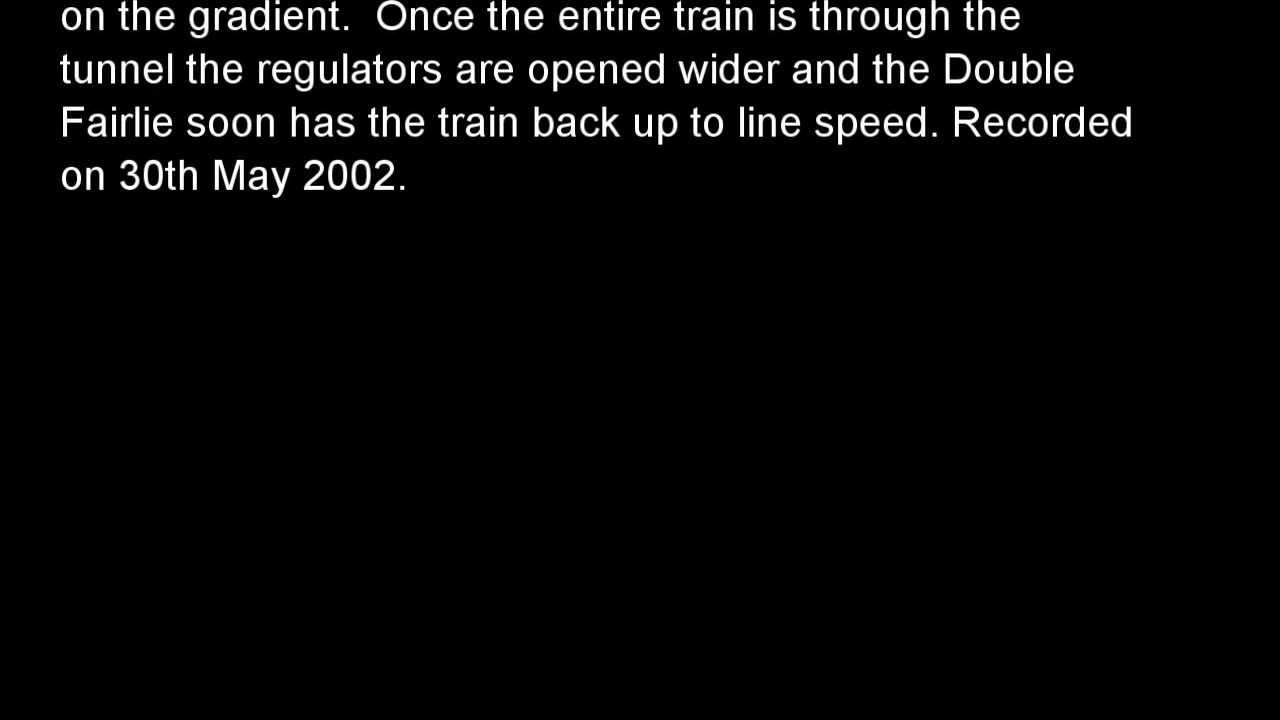 on the gradient.  Once the entire train is through the
tunnel the regulators are opened wider and the Double
Fairlie soon has the train back up to line speed. Recorded
on 30th May 2002.